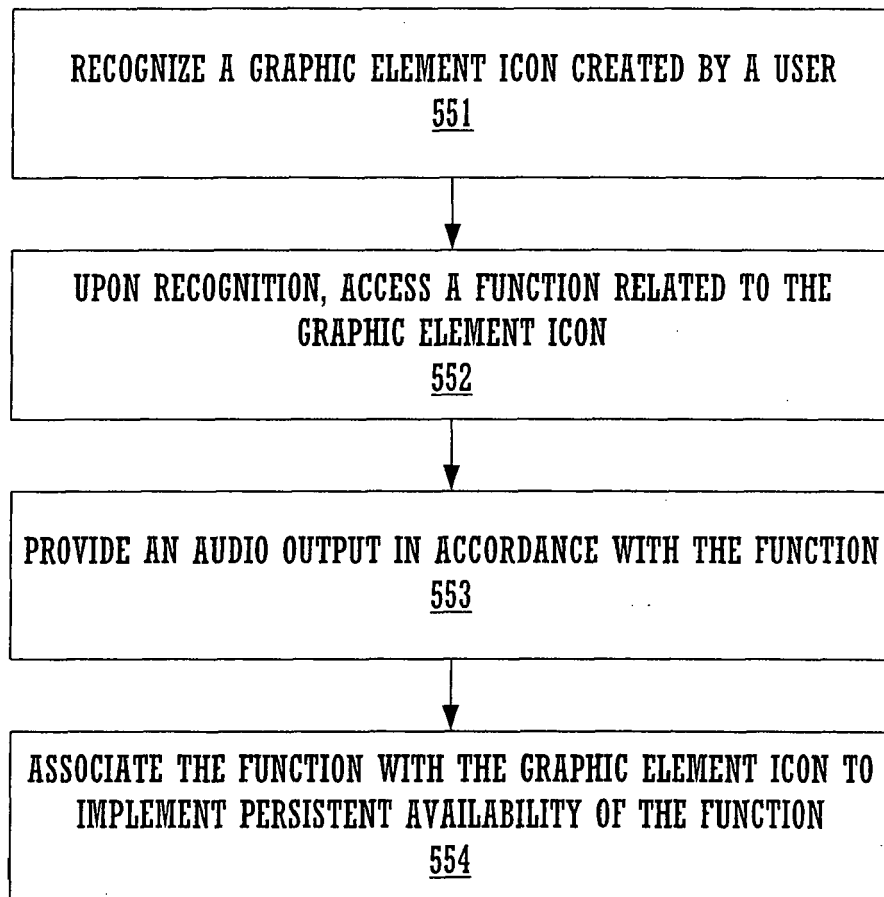 RECOGNIZE A GRAPHIC ELEMENT ICON CREATED BY A USER
551
UPON RECOGNITION, ACCESS A FUNCTION RELATED TO THE
GRAPHIC ELEMENT ICON
552
PROVIDE AN AUDIO OUTPUT IN ACCORDANCE WITH THE FUNCTION
553
ASSOCIATE THE FUNCTION WITH THE GRAPHIC ELEMENT ICON TO
IMPLEMENT PERSISTENT AVAILABILITY OF THE FUNCTION
554